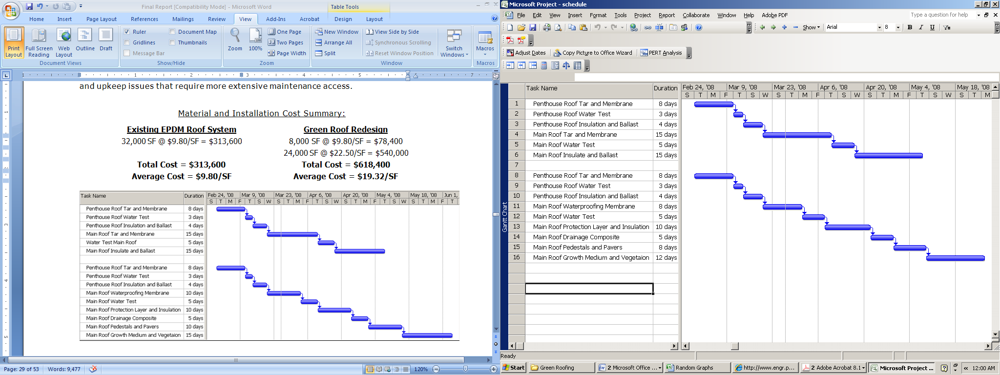 Final Report [Compatibility Mode] - Microsoft Word
Table Tools
Home Insert Page Layout References Mailings Review View Add-Ins Acrobat Design Layout
Print Layout
Full Screen Reading
Web Layout
Outline
Draft
Document Views
Ruler
Gridlines
Message Bar
Document Map
Thumbnails
Show/Hide
Zoom
100%
One Page
Two Pages
Page Width
Zoom
New Window
Arrange All
Split
View Side by Side
Synchronous Scrolling
Reset Window Position
Window
Switch Windows
Macros
Macros
and upkeep issues that require more extensive maintenance access.
Material and Installation Cost Summary:
Existing EPDM Roof System
32,000 SF @ $9.80/SF = $313,600
Total Cost = $313,600
Average Cost = $9.80/SF
Green Roof Redesign
8,000 SF @ $9.80/SF = $78,400
24,000 SF @ $22.50/SF = $540,000
Total Cost = $618,400
Average Cost = $19.32/SF
Task Name Duration Feb 24, '08 Mar 9, '08 Mar 23, '08 Apr 6, '08 Apr 20, '08 May 4, '08 May 18, '08 Jun 1,
S T M F T S W S T M F T S W S T M F T S W S T M F T
Penthouse Roof Tar and Membrane 8 days
Penthouse Roof Water Test 3 days
Penthouse Roof Insulation and Ballast 4 days
Main Roof Tar and Membrane 15 days
Water Test Main Roof 5 days
Main Roof Insulate and Ballast 15 days
Penthouse Roof Tar and Membrane 8 days
Penthouse Roof Water Test 3 days
Penthouse Roof Insulation and Ballast 4 days
Main Roof Waterproofing Membrane 10 days
Main Roof Water Test 5 days
Main Roof Protection Layer and Insulation 10 days
Main Roof Drainage Composite 5 days
Main Roof Pedestals and Pavers 10 days
Main Roof Growth Medium and Vegetaion 15 days
Page: 29 of 53 Words: 9,477 120%
Microsoft Project - schedule
File Edit View Insert Format Tools Project Report Collaborate Window Help Adobe PDF Type a question for help
Show Arial 8 B I U
Adjust Dates Copy Picture to Office Wizard PERT Analysis
Task Name Duration Feb 24, '08 Mar 9, '08 Mar 23, '08 Apr 6, '08 Apr 20, '08 May 4, '08 May 18, '08
S T M F T S W S T M F T S W S T M F T S W S T M
1 Penthouse Roof Tar and Membrane 8 days
2 Penthouse Roof Water Test 3 days
3 Penthouse Roof Insulation and Ballast 4 days
4 Main Roof Tar and Membrane 15 days
5 Main Roof Water Test 5 days
6 Main Roof Insulate and Ballast 15 days
7
8 Penthouse Roof Tar and Membrane 8 days
9 Penthouse Roof Water Test 3 days
10 Penthouse Roof Insulation and Ballast 4 days
11 Main Roof Waterproofing Membrane 8 days
12 Main Roof Water Test 5 days
13 Main Roof Protection Layer and Insulation 10 days
14 Main Roof Drainage Composite 5 days
15 Main Roof Pedestals and Pavers 8 days
16 Main Roof Growth Medium and Vegetaion 12 days
Gantt Chart
Ready
Start Green Roofing 2 Microsoft Office ... Random Graphs http://www.engr.p... 2 Adobe Acrobat 8.1 Microsoft Project ... 12:00 AM